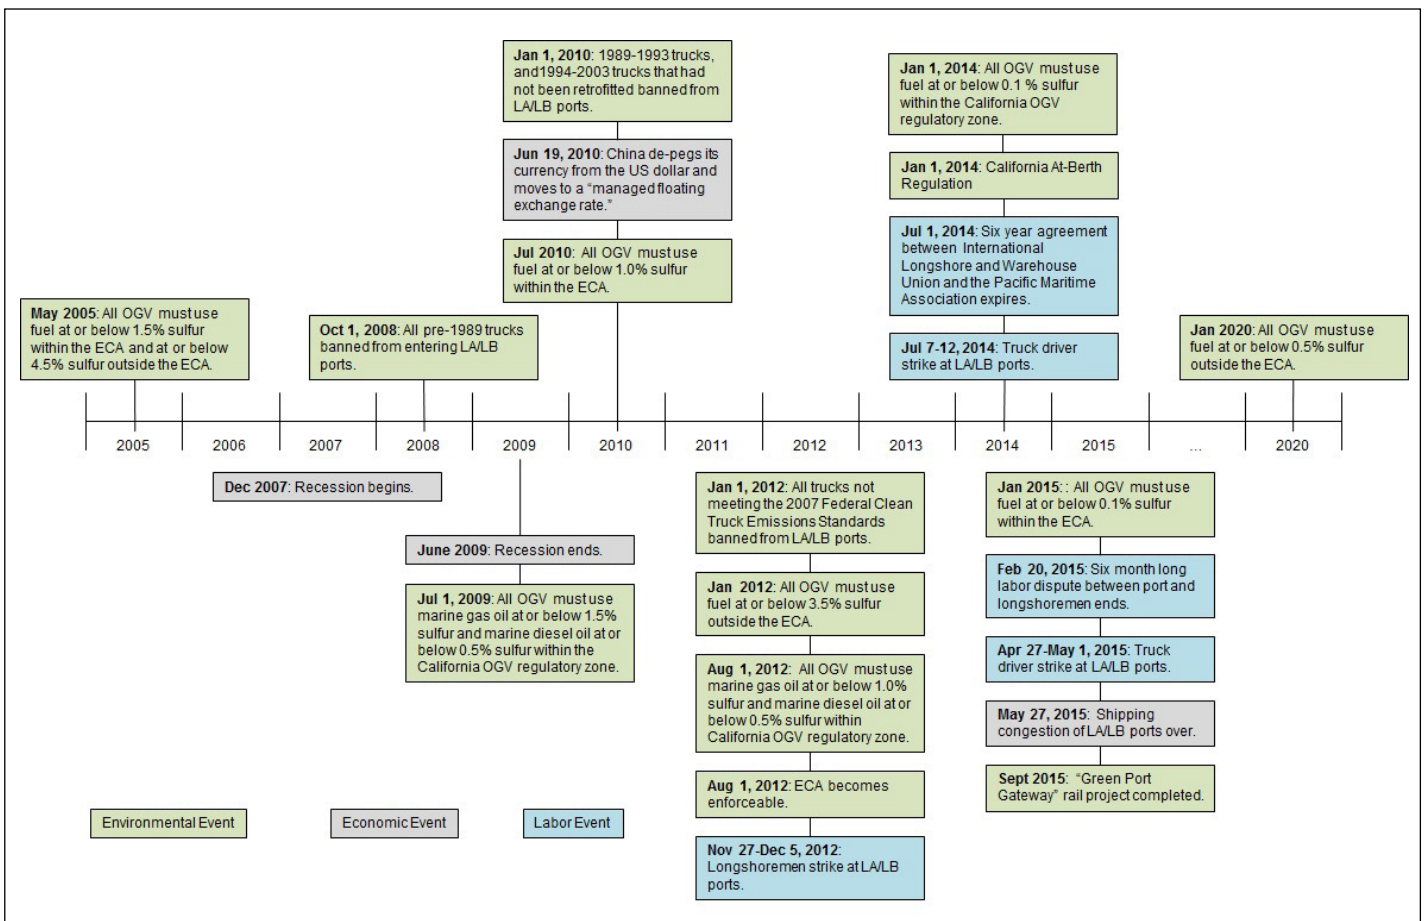 Jan 1, 2010: 1989-1993 trucks,
and1994-2003 trucks that had
not been retrofitted banned from
LA/LB ports.
Jun 19, 2010: China de-pegs its
currency from the US dollar and
moves to a “managed floating
exchange rate.”
Jul 2010: All OGV must use
fuel at or below 1.0% sulfur
within the ECA.
Jan 1, 2014: All OGV must use
fuel at or below 0.1 % sulfur
within the California OGV
regulatory zone.
Jan 1, 2014: California At-Berth
Regulation
Jul 1, 2014: Six year agreement
between International
Longshore and Warehouse
Union and the Pacific Maritime
Association expires.
Jul 7-12, 2014: Truck driver
strike at LA/LB ports.
May 2005: All OGV must use
fuel at or below 1.5% sulfur
within the ECA and at or below
4.5% sulfur outside the ECA.
Oct 1, 2008: All pre-1989 trucks
banned from entering LA/LB
ports.
Jan 2020: All OGV must use
fuel at or below 0.5% sulfur
outside the ECA.
2005 2006 2007 2008 2009 2010 2011 2012 2013 2014 2015 ... 2020
Dec 2007: Recession begins.
June 2009: Recession ends.
Jul 1, 2009: All OGV must use
marine gas oil at or below 1.5%
sulfur and marine diesel oil at or
below 0.5% sulfur within the
California OGV regulatory zone.
Jan 1, 2012: All trucks not
meeting the 2007 Federal Clean
Truck Emissions Standards
banned from LA/LB ports.
Jan 2012: All OGV must use
fuel at or below 3.5% sulfur
outside the ECA.
Aug 1, 2012: All OGV must use
marine gas oil at or below 1.0%
sulfur and marine diesel oil at or
below 0.5% sulfur within
California OGV regulatory zone.
Aug 1, 2012: ECA becomes
enforceable.
Nov 27-Dec 5, 2012:
Longshoremen strike at LA/LB
ports.
Jan 2015:: All OGV must use
fuel at or below 0.1% sulfur
within the ECA.
Feb 20, 2015: Six month long
labor dispute between port and
longshoremen ends.
Apr 27-May 1, 2015: Truck
driver strike at LA/LB ports.
May 27, 2015: Shipping
congestion of LA/LB ports over.
Sept 2015: “Green Port
Gateway” rail project completed.
Environmental Event
Economic Event
Labor Event